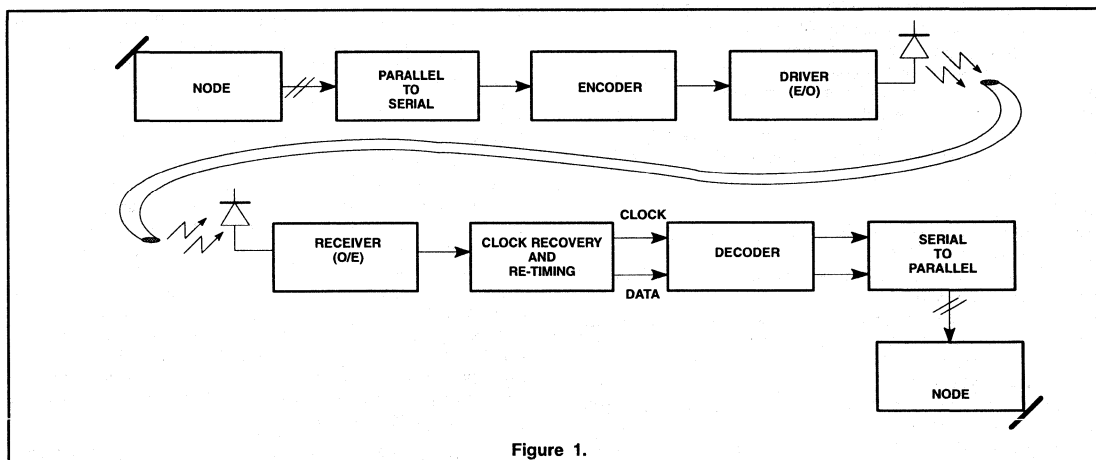 NODE
PARALLEL
TO
SERIAL
ENCODER
DRIVER
(E/O)
RECEIVER
(O/E)
CLOCK RECOVERY
AND
RE-TIMING
CLOCK
DATA
DECODER
SERIAL
TO
PARALLEL
NODE
Figure 1.